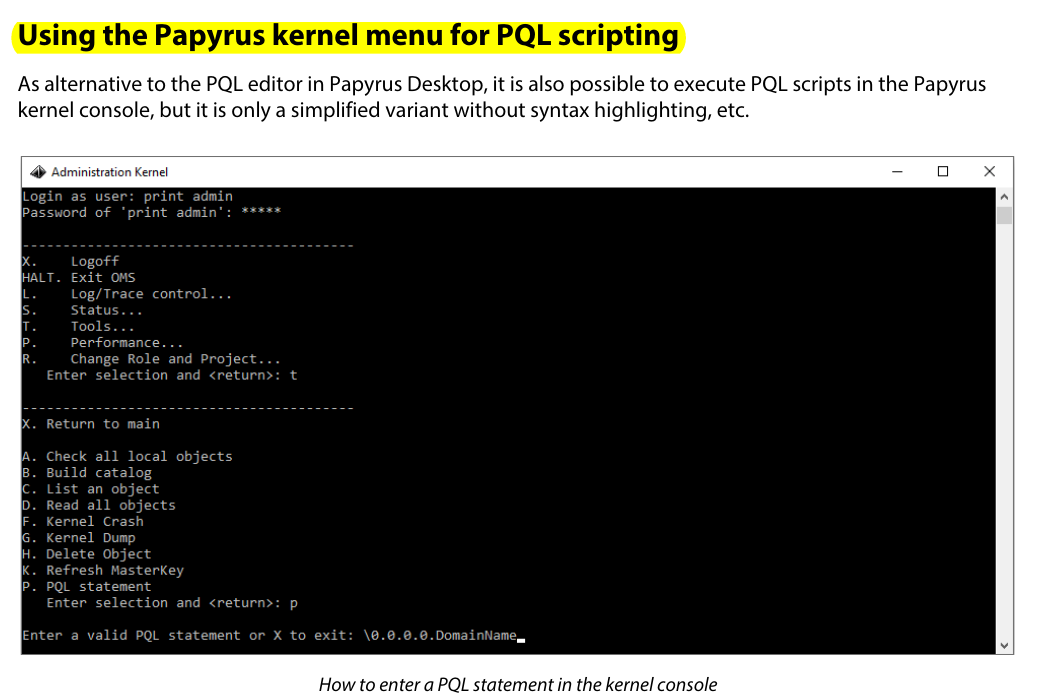 Using the Papyrus kernel menu for PQL scripting
As alternative to the PQL editor in Papyrus Desktop, it is also possible to execute PQL scripts in the Papyrus
kernel console, but it is only a simplified variant without syntax highlighting, etc.
Administration Kernel
Login as user: print admin
Password of 'print admin': *****
-----------------------------------------
X. Logoff
HALT. Exit OMS
L. Log/Trace control...
S. Status...
T. Tools...
P. Performance...
R. Change Role and Project...
Enter selection and <return>: t
-----------------------------------------
X. Return to main
A. Check all local objects
B. Build catalog
C. List an object
D. Read all objects
F. Kernel Crash
G. Kernel Dump
H. Delete Object
K. Refresh MasterKey
P. PQL statement
Enter selection and <return>: p
Enter a valid PQL statement or X to exit: \0.0.0.0.DomainName_
How to enter a PQL statement in the kernel console